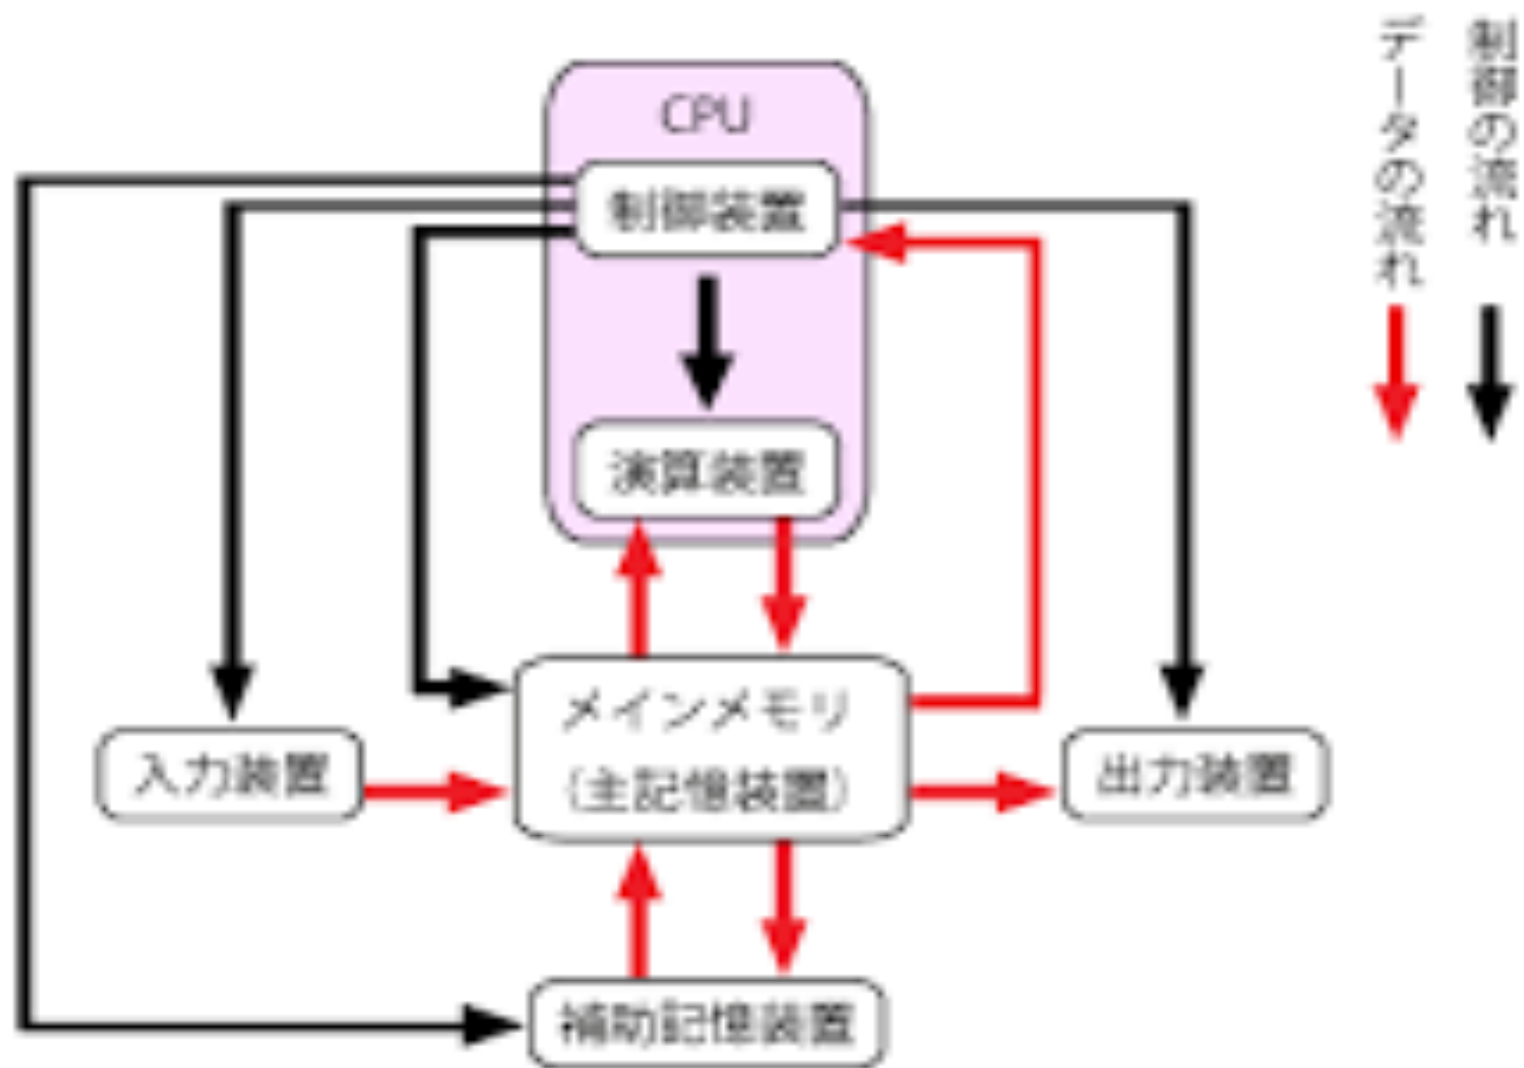 CPU
制御装置
演算装置
メインメモリ
(主記憶装置)
入力装置
出力装置
補助記憶装置
制御の流れ
データの流れ